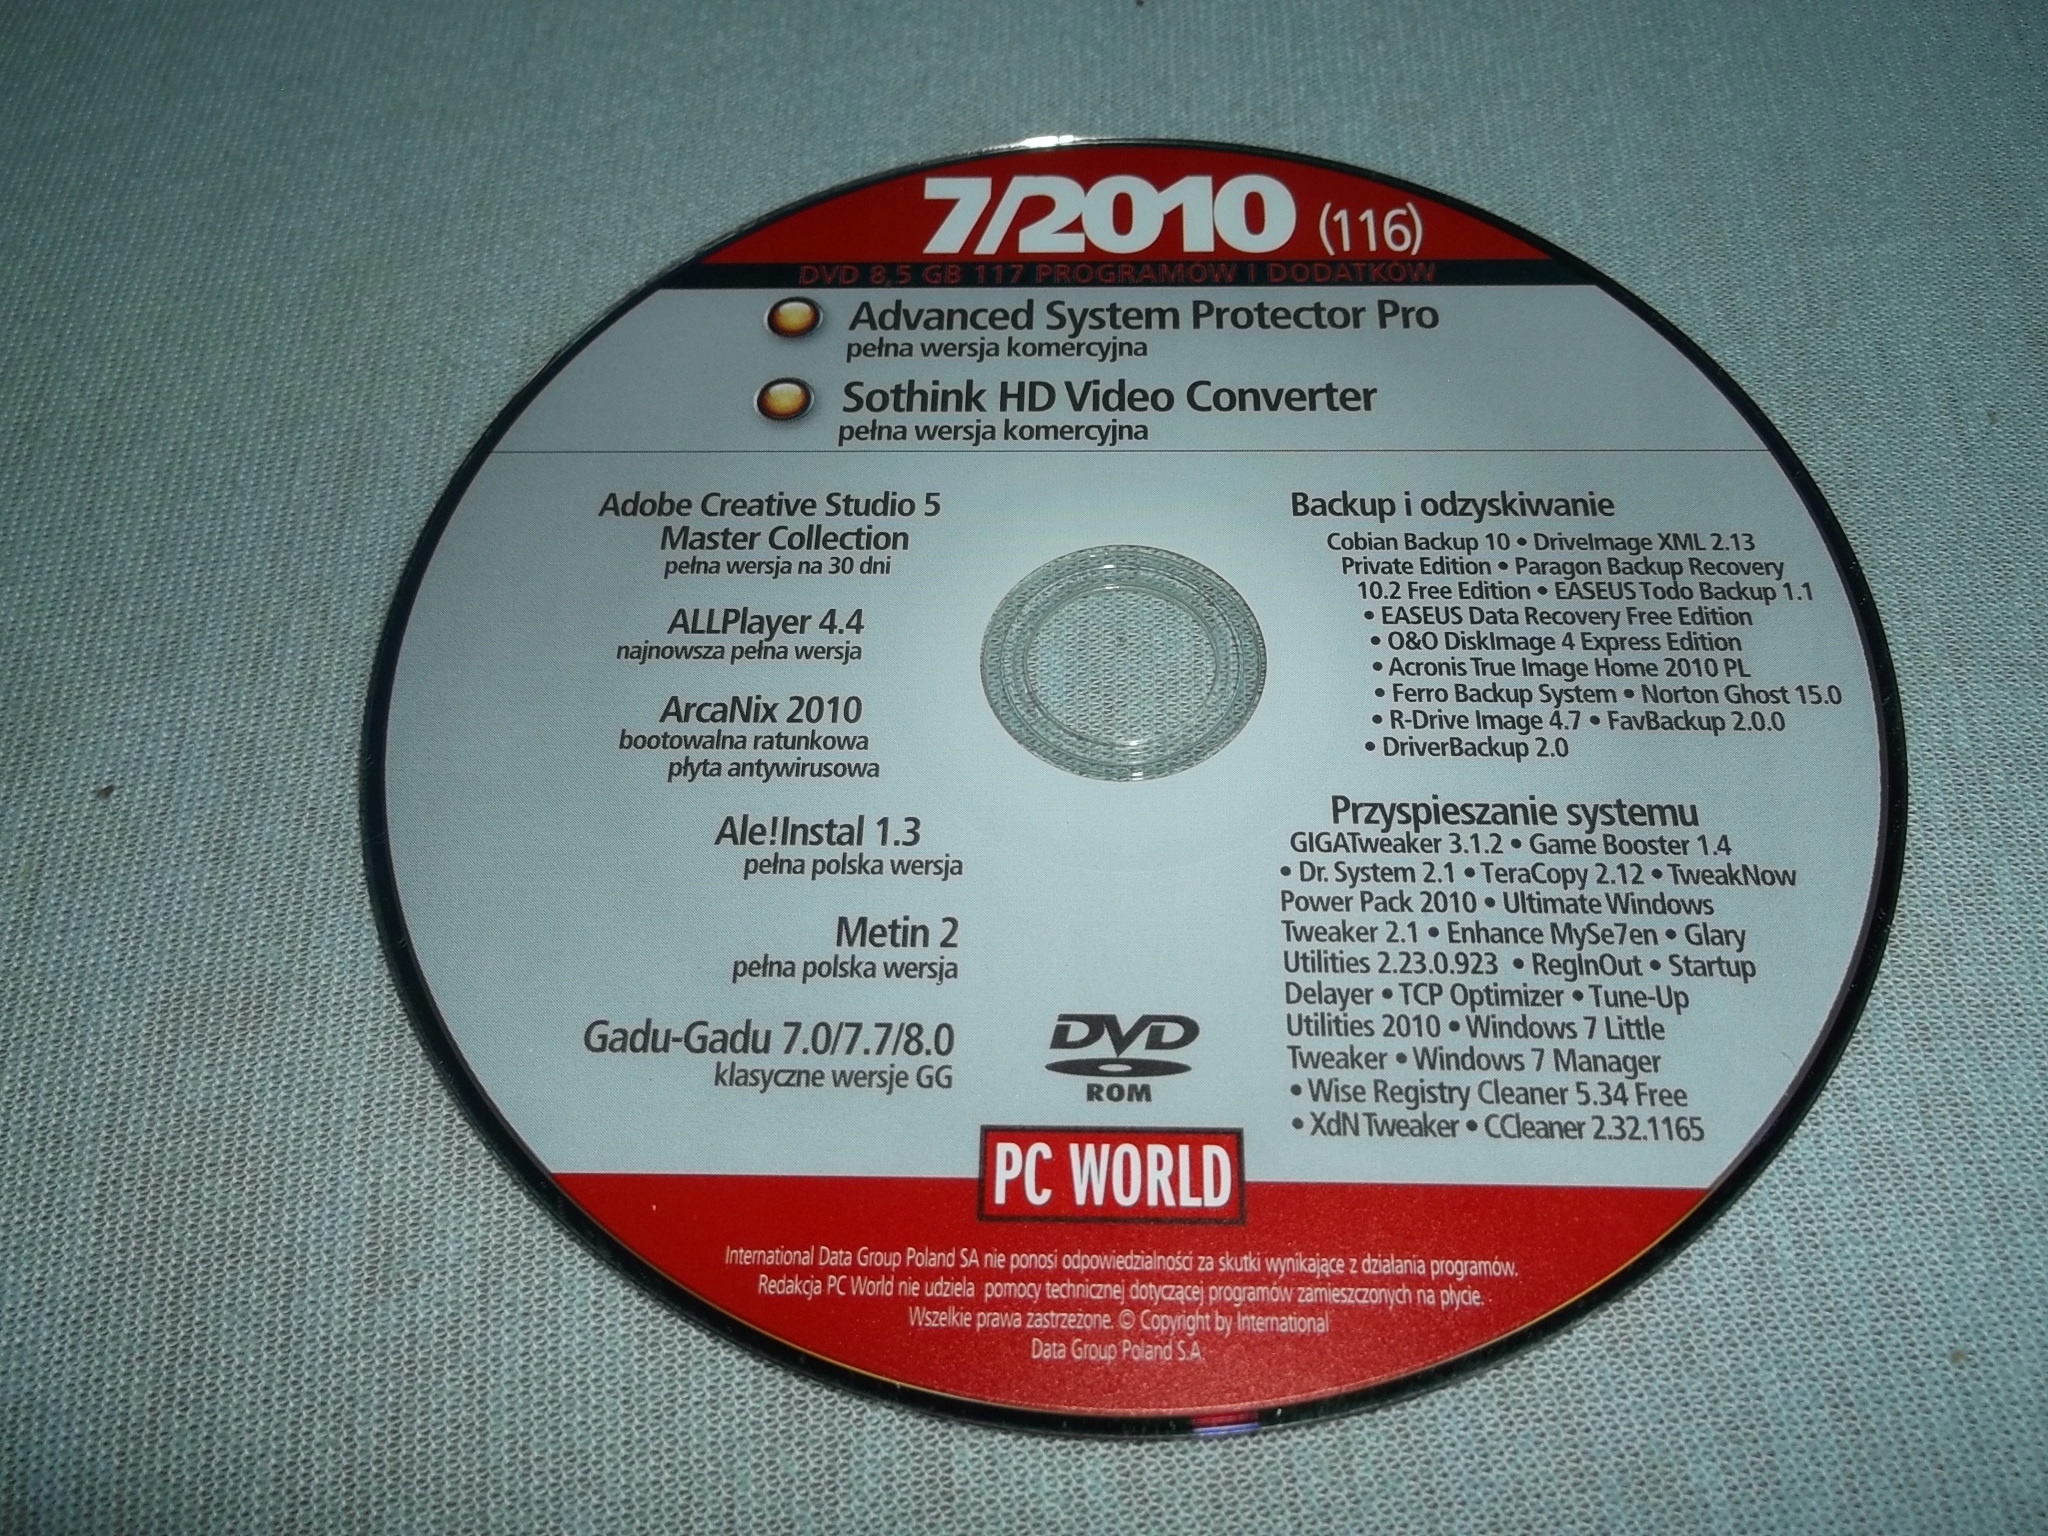 7/2010 (116)
DVD 8,5 GB 117 PROGRAMÓW I DODATKÓW
Advanced System Protector Pro
pełna wersja komercyjna
Sothink HD Video Converter
pełna wersja komercyjna
Adobe Creative Studio 5
Master Collection
pełna wersja na 30 dni
ALLPlayer 4.4
najnowsza pełna wersja
ArcaNix 2010
bootowalna ratunkowa
płyta antywirusowa
Ale!Instal 1.3
pełna polska wersja
Metin 2
pełna polska wersja
Gadu-Gadu 7.0/7.7/8.0
klasyczne wersje GG
Backup i odzyskiwanie
Cobian Backup 10 • DriveImage XML 2.13
Private Edition • Paragon Backup Recovery
10.2 Free Edition • EASEUS Todo Backup 1.1
• EASEUS Data Recovery Free Edition
• O&O DiskImage 4 Express Edition
• Acronis True Image Home 2010 PL
• Ferro Backup System • Norton Ghost 15.0
• R-Drive Image 4.7 • FavBackup 2.0.0
• DriverBackup 2.0
Przyspieszanie systemu
GIGATweaker 3.1.2 • Game Booster 1.4
• Dr. System 2.1 • TeraCopy 2.12 • TweakNow
Power Pack 2010 • Ultimate Windows
Tweaker 2.1 • Enhance MySe7en • Glary
Utilities 2.23.0.923 • RegInOut • Startup
Delayer • TCP Optimizer • Tune-Up
Utilities 2010 • Windows 7 Little
Tweaker • Windows 7 Manager
• Wise Registry Cleaner 5.34 Free
• XdN Tweaker • CCleaner 2.32.1165
DVD
ROM
PC WORLD
International Data Group Poland SA nie ponosi odpowiedzialności za skutki wynikające z działania programów.
Redakcja PC World nie udziela pomocy technicznej dotyczącej programów zamieszczonych na płycie.
Wszelkie prawa zastrzeżone. © Copyright by International
Data Group Poland S.A.